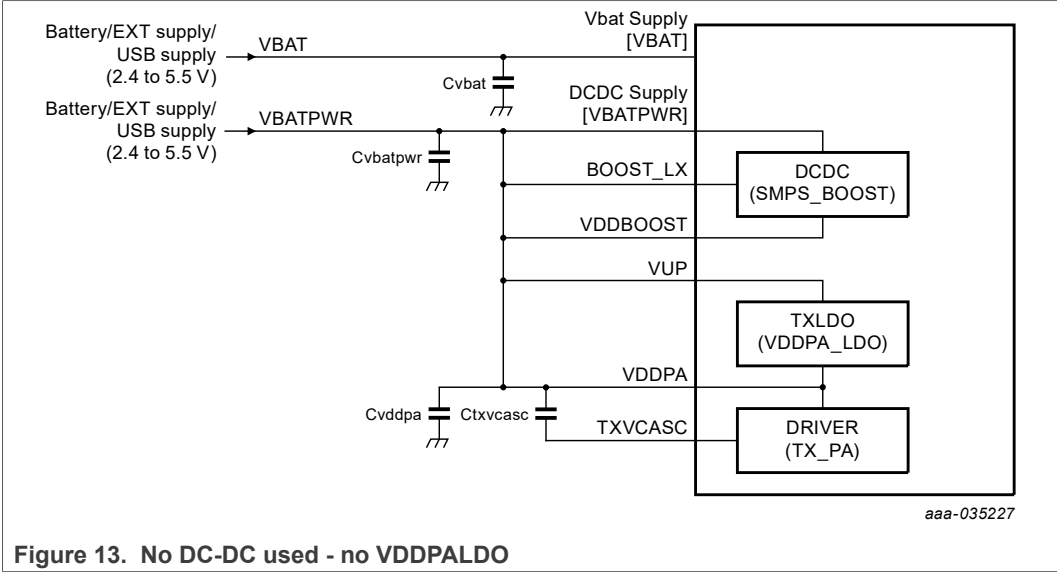 Battery/EXT supply/
USB supply
(2.4 to 5.5 V)
VBAT
Vbat Supply
[VBAT]
Cvbat
Battery/EXT supply/
USB supply
(2.4 to 5.5 V)
VBATPWR
DCDC Supply
[VBATPWR]
Cvbatpwr
BOOST_LX
DCDC
(SMPS_BOOST)
VDDBOOST
VUP
TXLDO
(VDDPA_LDO)
VDDPA
Cvddpa
Ctxvcasc
TXVCASC
DRIVER
(TX_PA)
aaa-035227
Figure 13. No DC-DC used - no VDDPALDO